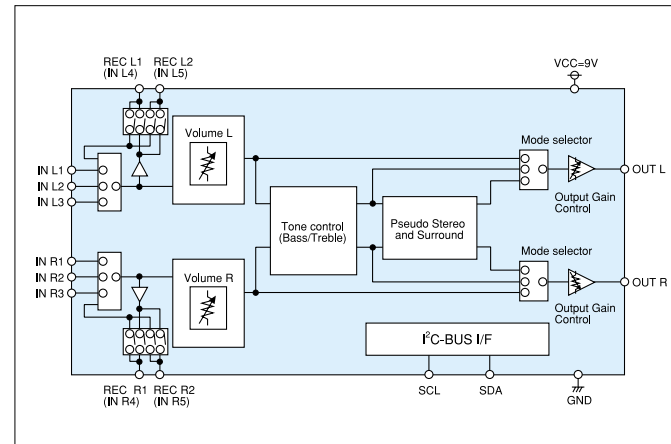 REC L1 REC L2
(IN L4) (IN L5)
VCC=9V
Volume L
Mode selector
IN L1
IN L2
IN L3
OUT L
Output Gain
Control
Tone control
(Bass/Treble)
Pseudo Stereo
and Surround
Mode selector
IN R1
IN R2
IN R3
Volume R
OUT R
Output Gain
Control
I²C-BUS I/F
REC R1 REC R2
(IN R4) (IN R5)
SCL
SDA
GND